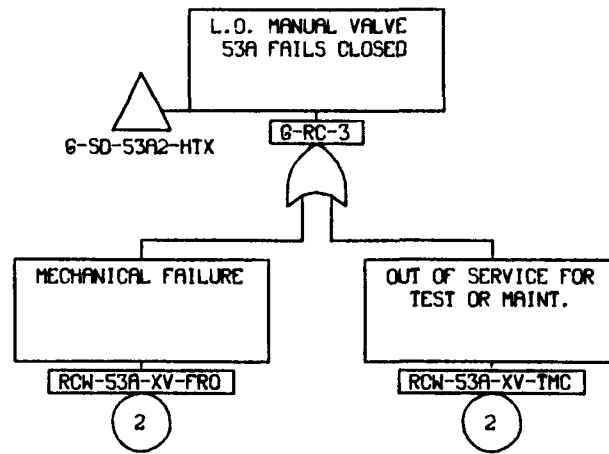 L.O. MANUAL VALVE
53A FAILS CLOSED
G-SD-53A2-HTX
G-RC-3
MECHANICAL FAILURE
OUT OF SERVICE FOR
TEST OR MAINT.
RCW-53A-XV-FRO
RCW-53A-XV-TMC
2
2